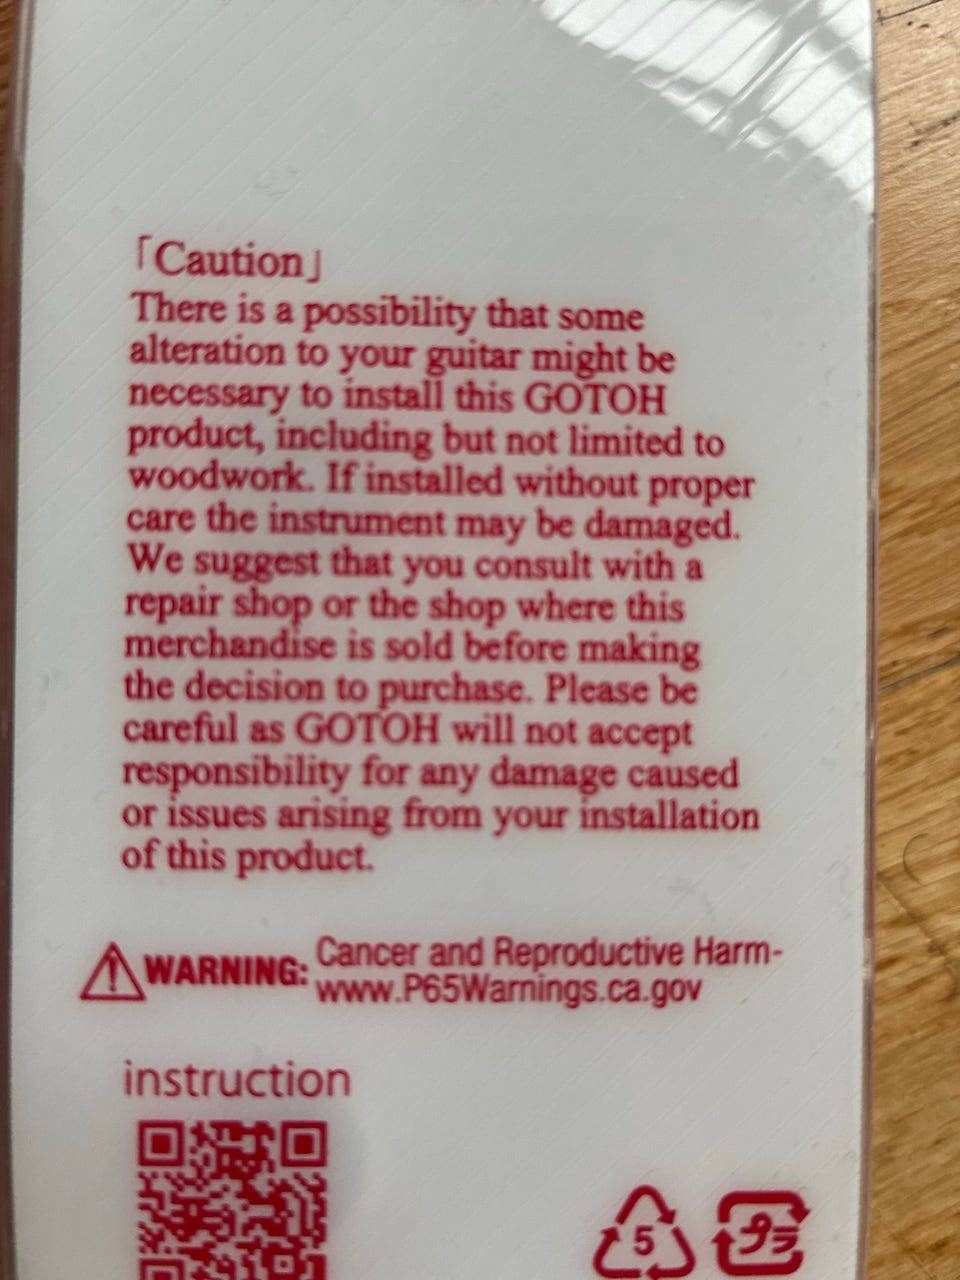 「Caution」
There is a possibility that some
alteration to your guitar might be
necessary to install this GOTOH
product, including but not limited to
woodwork. If installed without proper
care the instrument may be damaged.
We suggest that you consult with a
repair shop or the shop where this
merchandise is sold before making
the decision to purchase. Please be
careful as GOTOH will not accept
responsibility for any damage caused
or issues arising from your installation
of this product.
WARNING: Cancer and Reproductive Harm-
www.P65Warnings.ca.gov
instruction
5 プラ